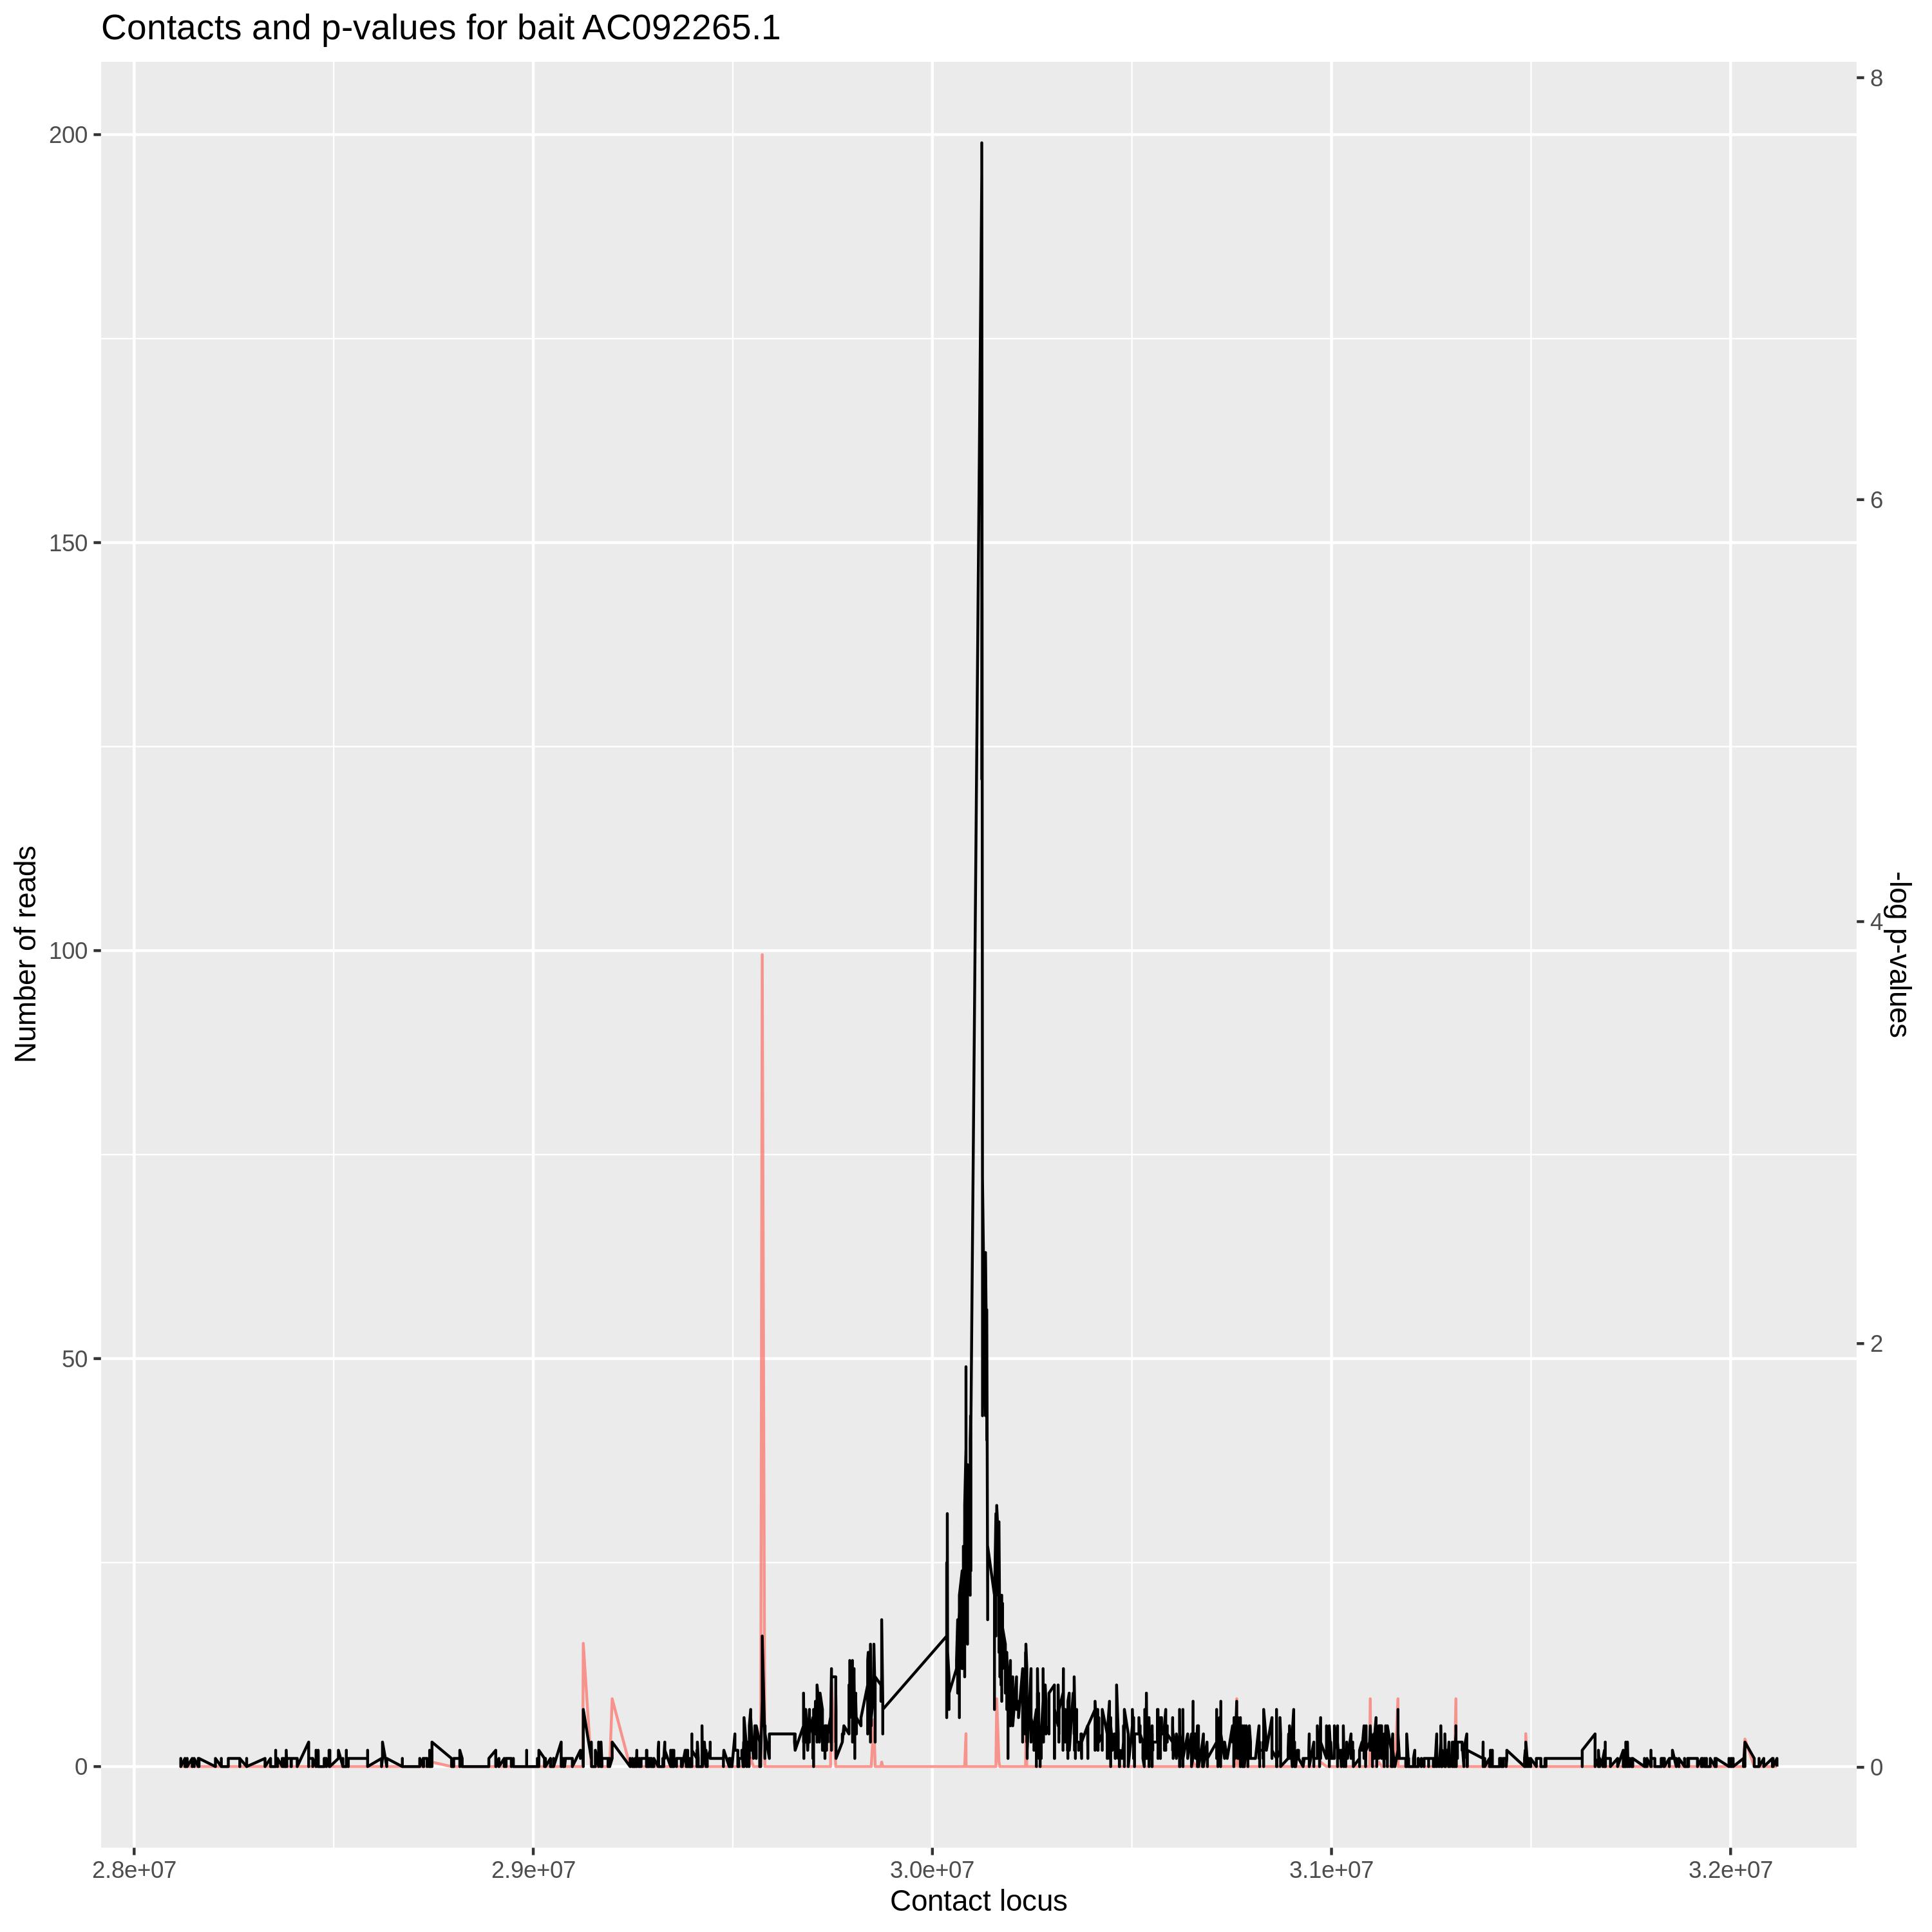 Contacts and p-values for bait AC092265.1
200
150
100
50
0
Number of reads
8
6
4
2
0
-log p-values
2.8e+07
2.9e+07
3.0e+07
3.1e+07
3.2e+07
Contact locus